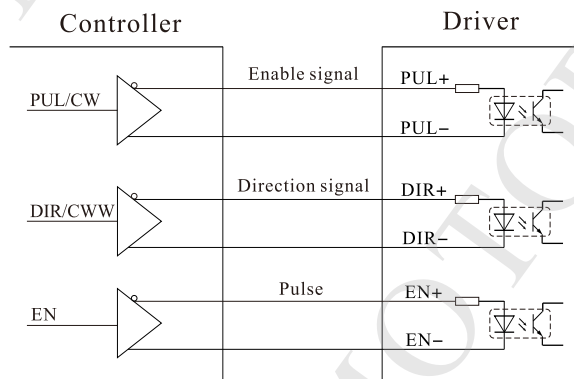 Controller
Driver
Enable signal
PUL+
PUL/CW
PUL−
Direction signal
DIR+
DIR/CWW
DIR−
Pulse
EN+
EN
EN−